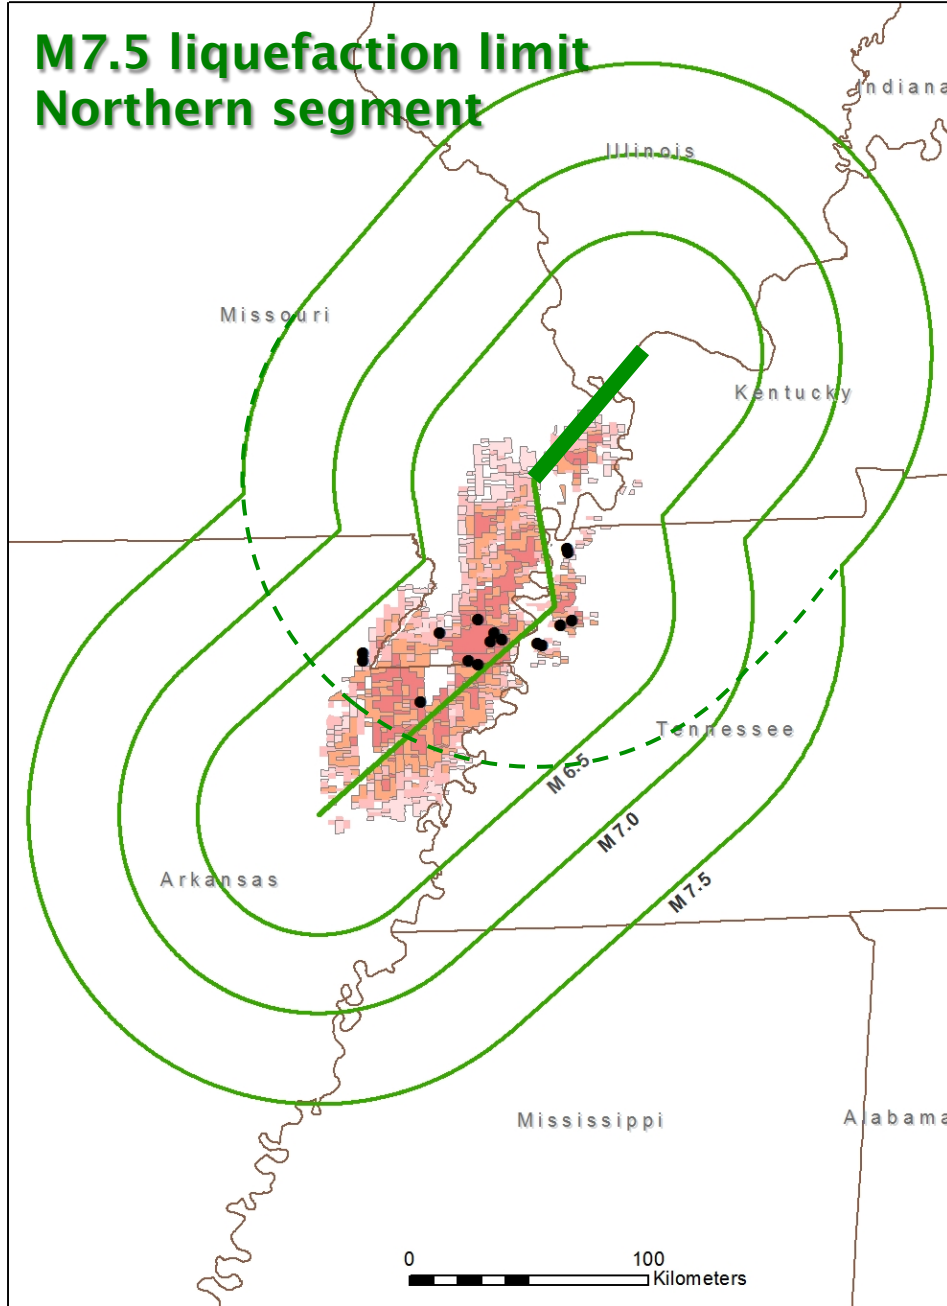 M7.5 liquefaction limit
Northern segment
Indiana
Illinois
Missouri
Kentucky
Tennessee
M 6.5
M 7.0
M 7.5
Arkansas
Mississippi
Alabama
0 100
Kilometers